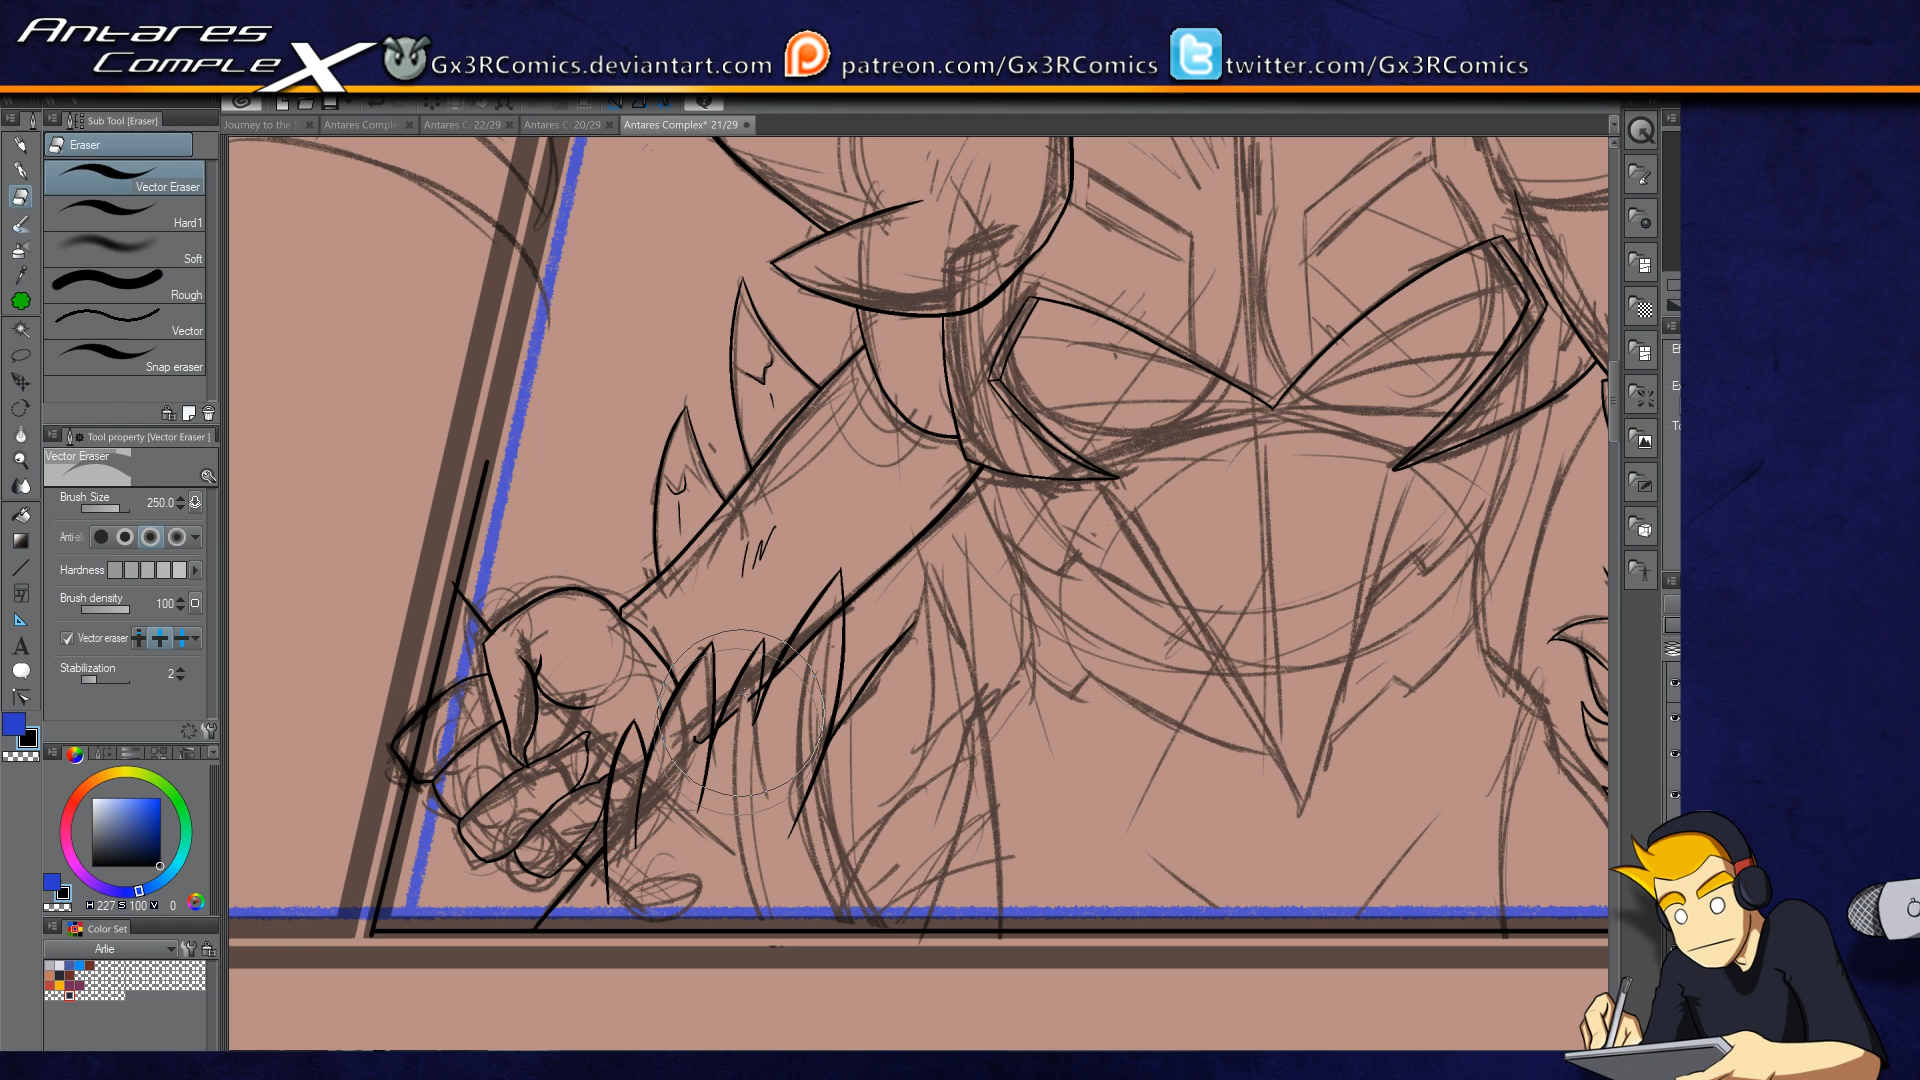 Antares
CompleX
Gx3RComics.deviantart.com
patreon.com/Gx3RComics
twitter.com/Gx3RComics
Sub Tool [Eraser]
Journey to the S
Antares Comple
Antares C 22/29
Antares C 20/29
Antares Complex* 21/29
Eraser
Vector Eraser
Hard1
Soft
Rough
Vector
Snap eraser
Tool property [Vector Eraser ]
Vector Eraser
Brush Size 250.0
Anti-al
Hardness
Brush density 100
Vector eraser
Stabilization 2
H 227 S 100 V 0
Color Set
Arlie